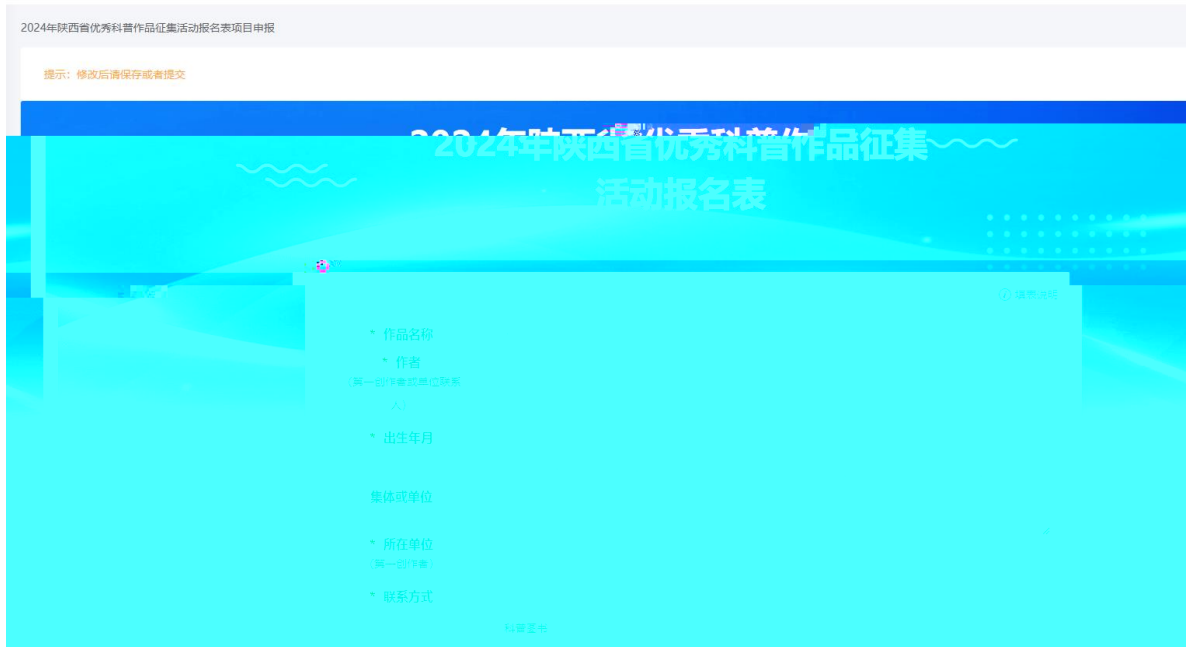 2024年陕西省优秀科普作品征集活动报名表项目申报
提示：修改后请保存或者提交
2024年陕西省优秀科普作品征集
活动报名表
填表说明
* 作品名称
* 作者
（第一创作者或单位联系
人）
* 出生年月
集体或单位
* 所在单位
（第一创作者）
* 联系方式
科普图书